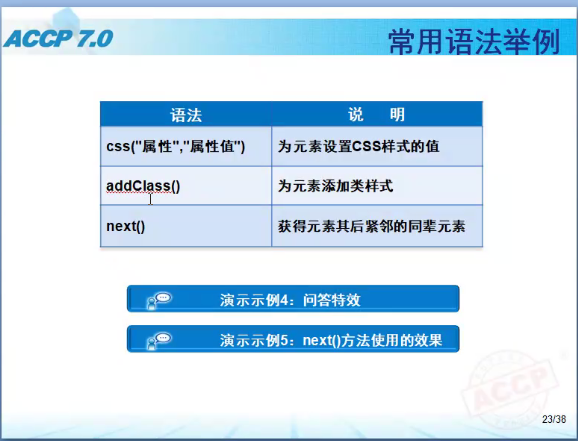 ACCP 7.0
常用语法举例
语法 说 明
css("属性","属性值") 为元素设置CSS样式的值
addClass() 为元素添加类样式
next() 获得元素其后紧邻的同辈元素
演示示例4：问答特效
演示示例5：next()方法使用的效果
ACCP
23/38